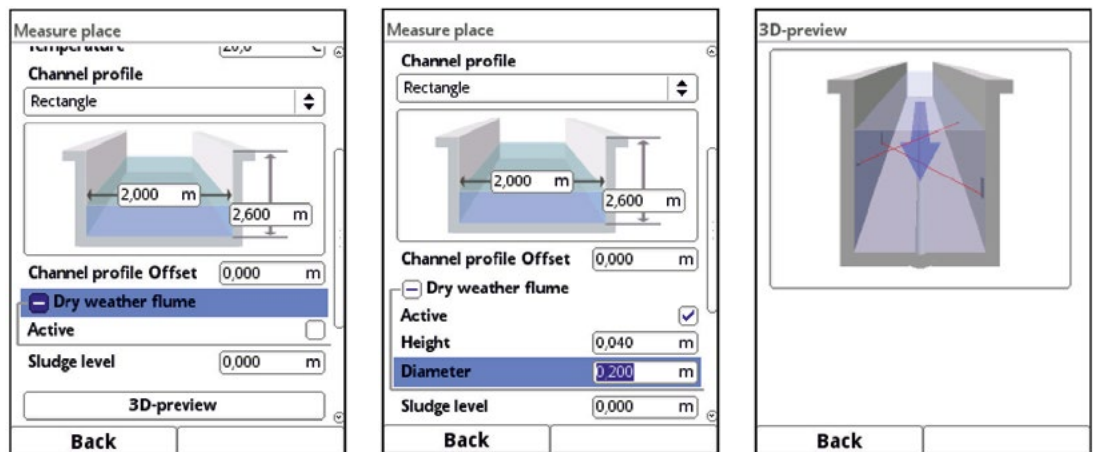 Measure place
Temperature 20,0 °C
Channel profile
Rectangle
2,000 m
2,600 m
Channel profile Offset 0,000 m
Dry weather flume
Active
Sludge level 0,000 m
3D-preview
Back
Measure place
Channel profile
Rectangle
2,000 m
2,600 m
Channel profile Offset 0,000 m
Dry weather flume
Active
Height 0,040 m
Diameter 0,200 m
Sludge level 0,000 m
Back
3D-preview
Back